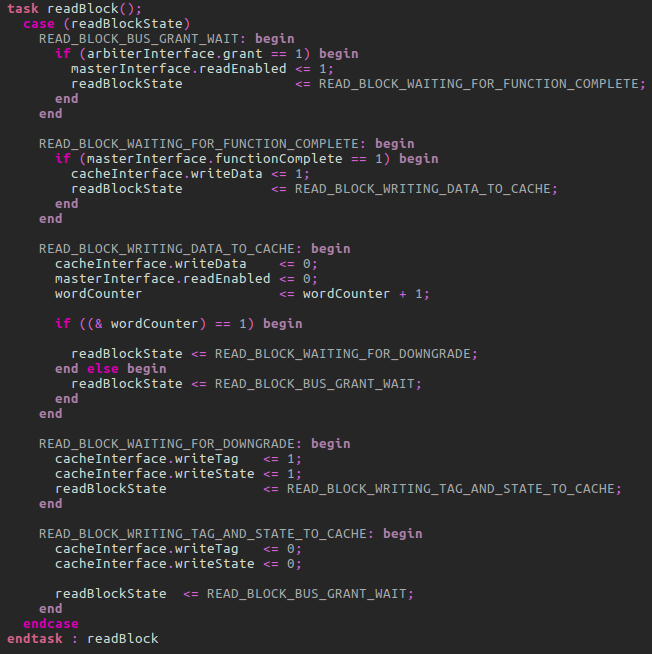 task readBlock();
  case (readBlockState)
    READ_BLOCK_BUS_GRANT_WAIT: begin
      if (arbiterInterface.grant == 1) begin
        masterInterface.readEnabled <= 1;
        readBlockState              <= READ_BLOCK_WAITING_FOR_FUNCTION_COMPLETE;
      end
    end

    READ_BLOCK_WAITING_FOR_FUNCTION_COMPLETE: begin
      if (masterInterface.functionComplete == 1) begin
        cacheInterface.writeData <= 1;
        readBlockState           <= READ_BLOCK_WRITING_DATA_TO_CACHE;
      end
    end

    READ_BLOCK_WRITING_DATA_TO_CACHE: begin
      cacheInterface.writeData    <= 0;
      masterInterface.readEnabled <= 0;
      wordCounter                 <= wordCounter + 1;

      if ((& wordCounter) == 1) begin

        readBlockState <= READ_BLOCK_WAITING_FOR_DOWNGRADE;
      end else begin
        readBlockState <= READ_BLOCK_BUS_GRANT_WAIT;
      end
    end

    READ_BLOCK_WAITING_FOR_DOWNGRADE: begin
      cacheInterface.writeTag   <= 1;
      cacheInterface.writeState <= 1;
      readBlockState            <= READ_BLOCK_WRITING_TAG_AND_STATE_TO_CACHE;
    end

    READ_BLOCK_WRITING_TAG_AND_STATE_TO_CACHE: begin
      cacheInterface.writeTag   <= 0;
      cacheInterface.writeState <= 0;

      readBlockState  <= READ_BLOCK_BUS_GRANT_WAIT;
    end
  endcase
endtask : readBlock